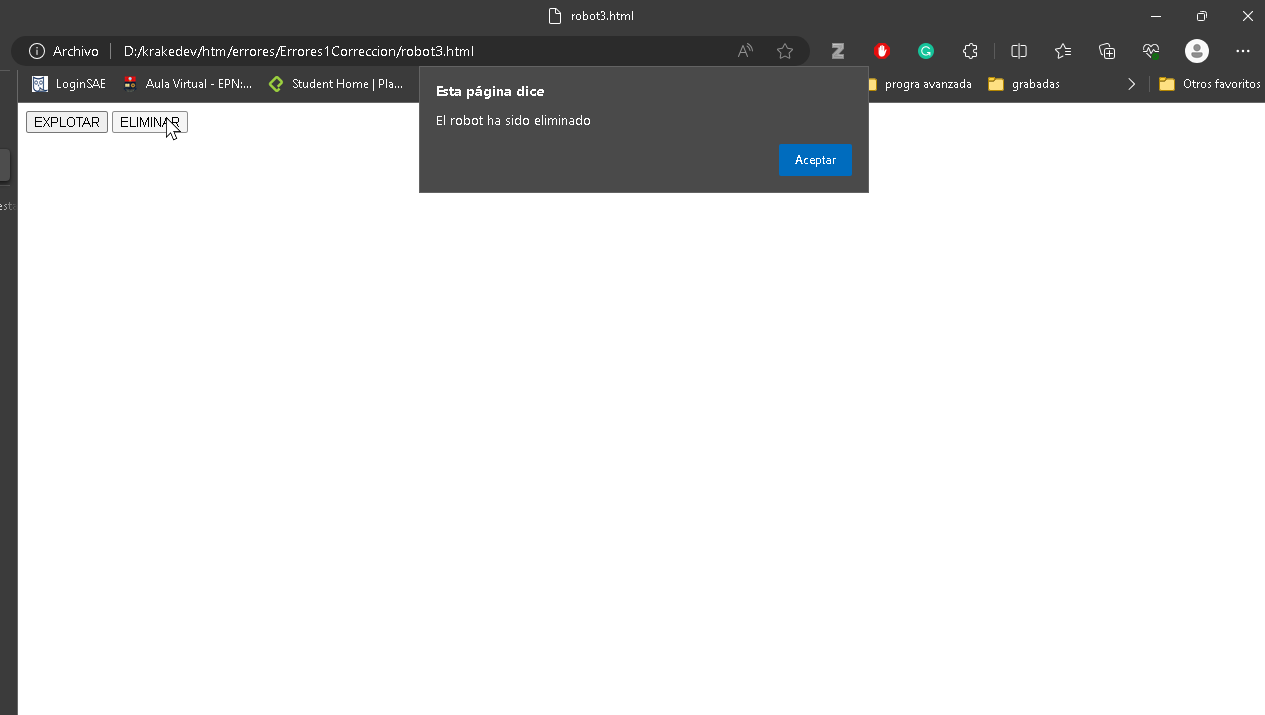 robot3.html
Archivo D:/krakedev/htm/errores/Errores1Correccion/robot3.html
LoginSAE Aula Virtual - EPN:... Student Home | Pla... progra avanzada grabadas Otros favoritos
Esta página dice
El robot ha sido eliminado
Aceptar
EXPLOTAR ELIMINAR